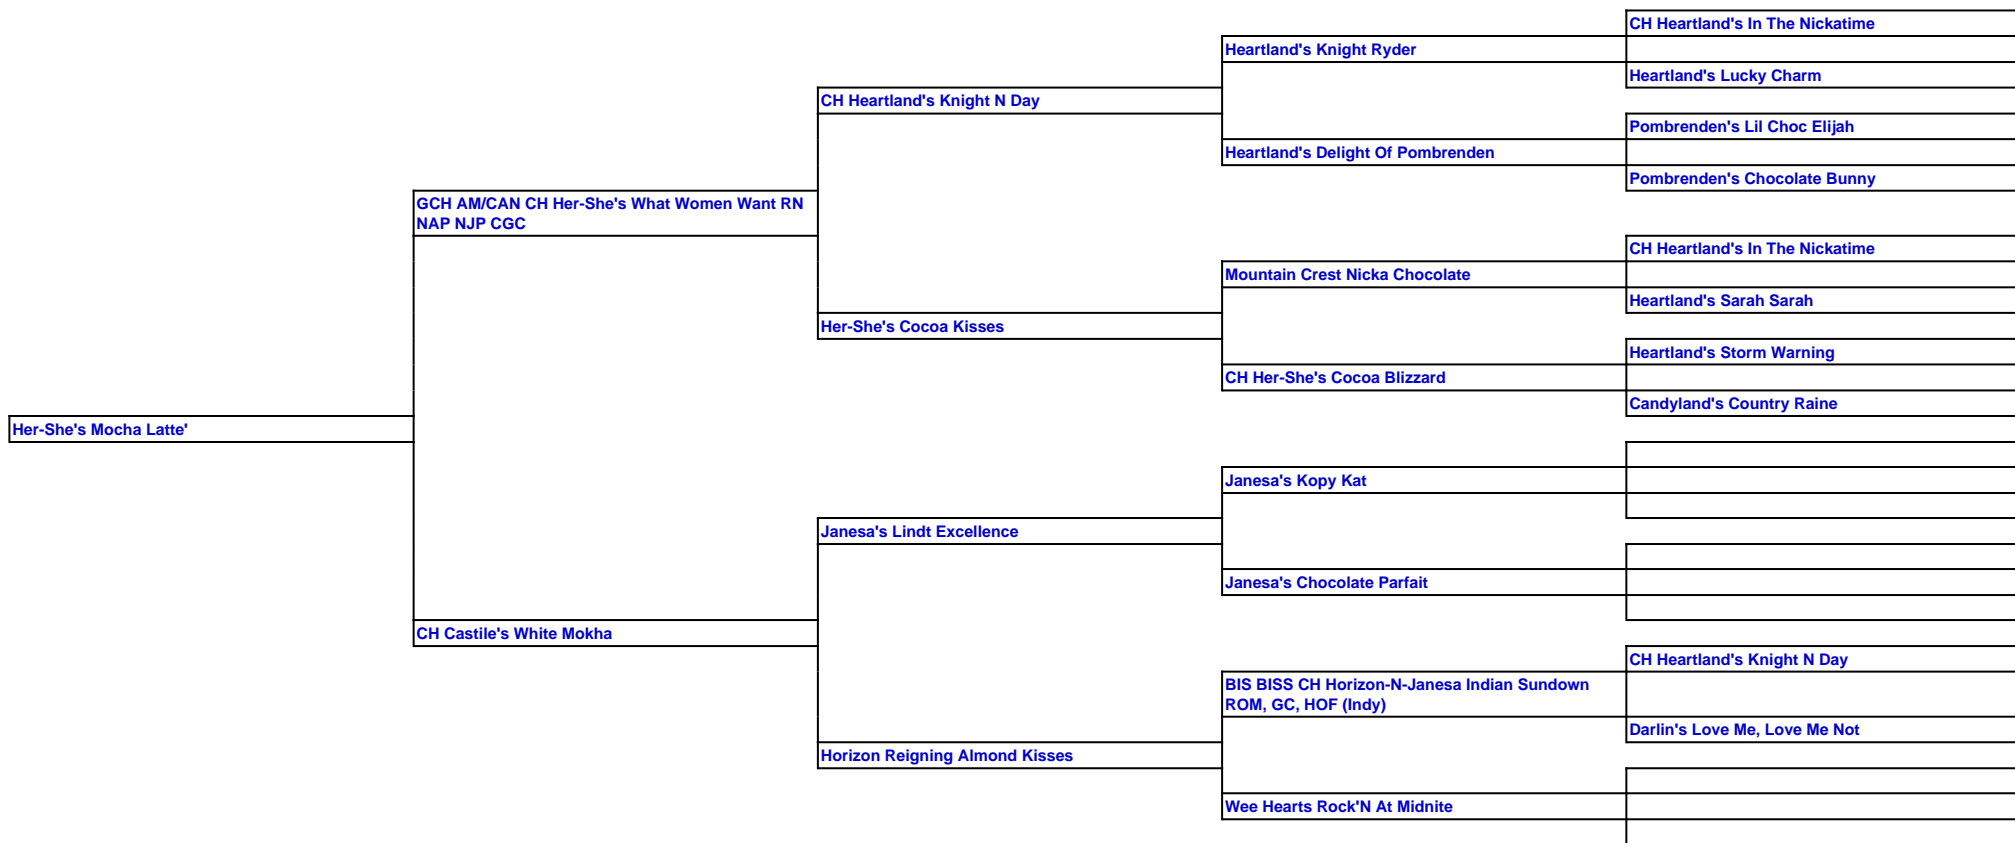 CH Heartland's In The Nickatime
Heartland's Knight Ryder
Heartland's Lucky Charm
CH Heartland's Knight N Day
Pombrenden's Lil Choc Elijah
Heartland's Delight Of Pombrenden
Pombrenden's Chocolate Bunny
GCH AM/CAN CH Her-She's What Women Want RN
NAP NJP CGC
CH Heartland's In The Nickatime
Mountain Crest Nicka Chocolate
Heartland's Sarah Sarah
Her-She's Cocoa Kisses
Heartland's Storm Warning
CH Her-She's Cocoa Blizzard
Candyland's Country Raine
Her-She's Mocha Latte'
Janesa's Kopy Kat
Janesa's Lindt Excellence
Janesa's Chocolate Parfait
CH Castile's White Mokha
CH Heartland's Knight N Day
BIS BISS CH Horizon-N-Janesa Indian Sundown
ROM, GC, HOF (Indy)
Darlin's Love Me, Love Me Not
Horizon Reigning Almond Kisses
Wee Hearts Rock'N At Midnite